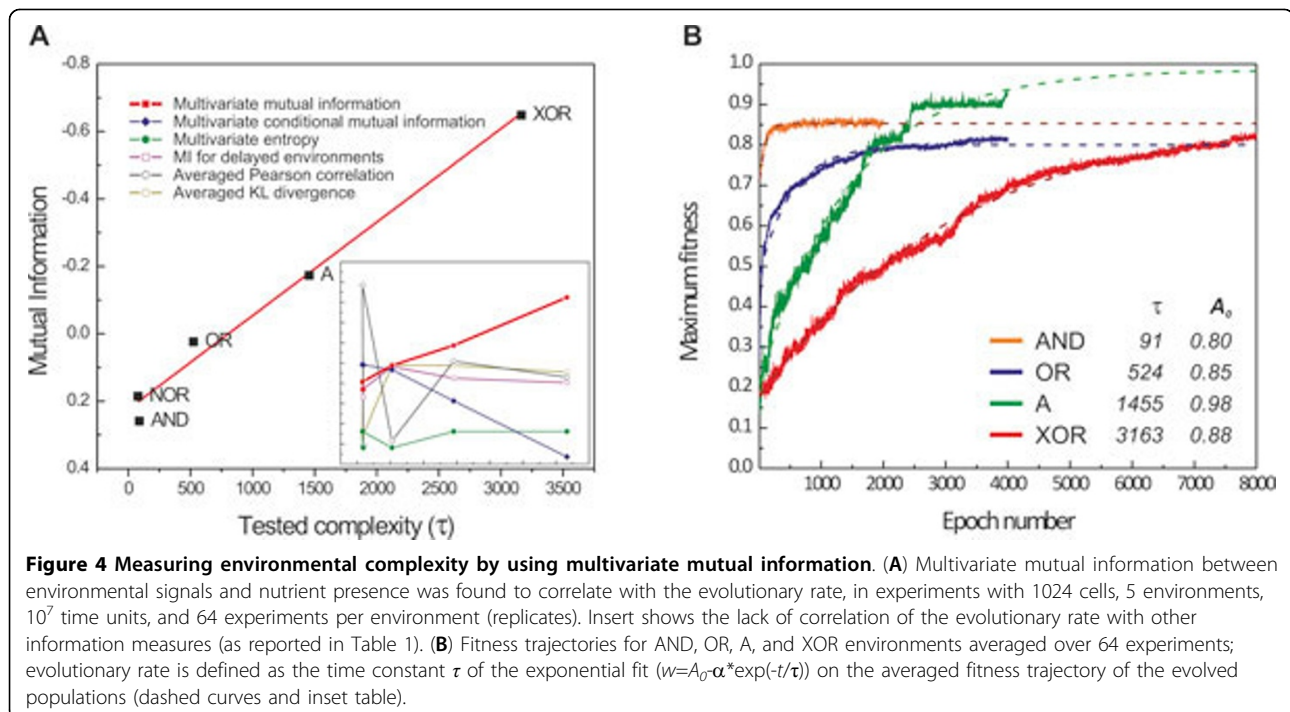 A
Mutual Information
-0.8
-0.6
-0.4
-0.2
0.0
0.2
0.4
Multivariate mutual information
Multivariate conditional mutual information
Multivariate entropy
MI for delayed environments
Averaged Pearson correlation
Averaged KL divergence
XOR
A
OR
NOR
AND
0 500 1000 1500 2000 2500 3000 3500
Tested complexity (τ)
B
Maximum fitness
1.0
0.9
0.8
0.7
0.6
0.5
0.4
0.3
0.2
0.1
0.0
τ A₀
AND 91 0.80
OR 524 0.85
A 1455 0.98
XOR 3163 0.88
1000 2000 3000 4000 5000 6000 7000 8000
Epoch number
Figure 4 Measuring environmental complexity by using multivariate mutual information. (A) Multivariate mutual information between
environmental signals and nutrient presence was found to correlate with the evolutionary rate, in experiments with 1024 cells, 5 environments,
10⁷ time units, and 64 experiments per environment (replicates). Insert shows the lack of correlation of the evolutionary rate with other
information measures (as reported in Table 1). (B) Fitness trajectories for AND, OR, A, and XOR environments averaged over 64 experiments;
evolutionary rate is defined as the time constant τ of the exponential fit (w=A₀-α*exp(-t/τ)) on the averaged fitness trajectory of the evolved
populations (dashed curves and inset table).